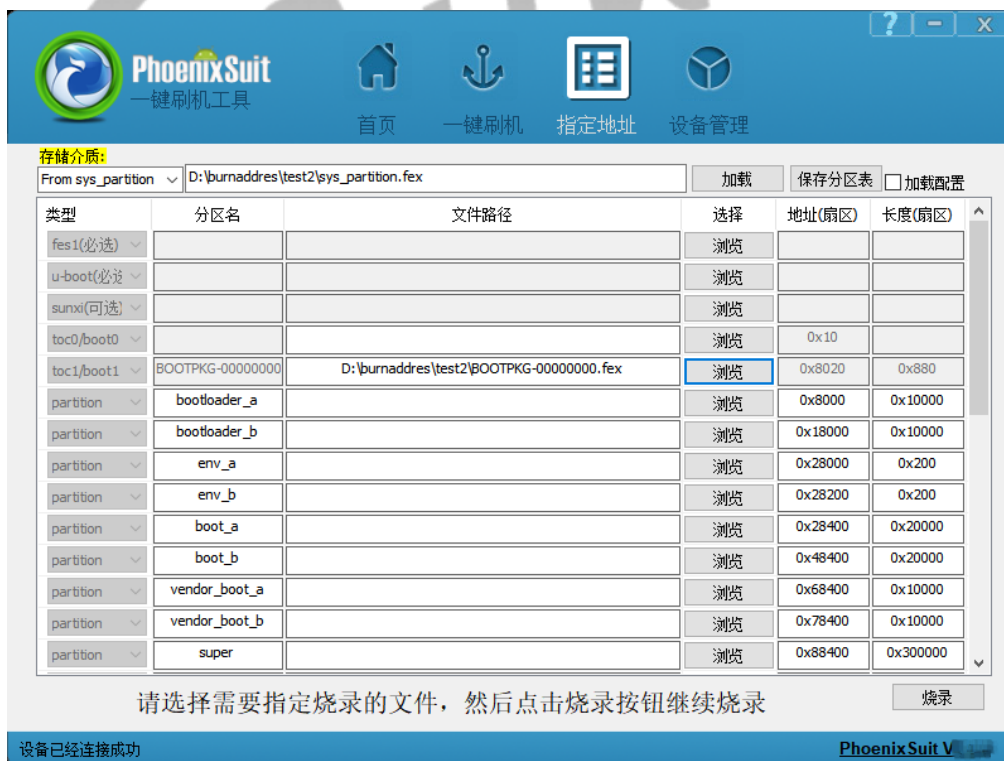 ? − X
PhoenixSuit
一键刷机工具
首页 一键刷机 指定地址 设备管理
存储介质:
From sys_partition D:\burnaddres\test2\sys_partition.fex 加载 保存分区表 加载配置
类型 分区名 文件路径 选择 地址(扇区) 长度(扇区)
fes1(必选) 浏览
u-boot(必选 浏览
sunxi(可选) 浏览
toc0/boot0 浏览 0x10
toc1/boot1 BOOTPKG-00000000 D:\burnaddres\test2\BOOTPKG-00000000.fex 浏览 0x8020 0x880
partition bootloader_a 浏览 0x8000 0x10000
partition bootloader_b 浏览 0x18000 0x10000
partition env_a 浏览 0x28000 0x200
partition env_b 浏览 0x28200 0x200
partition boot_a 浏览 0x28400 0x20000
partition boot_b 浏览 0x48400 0x20000
partition vendor_boot_a 浏览 0x68400 0x10000
partition vendor_boot_b 浏览 0x78400 0x10000
partition super 浏览 0x88400 0x300000
请选择需要指定烧录的文件，然后点击烧录按钮继续烧录 烧录
设备已经连接成功 PhoenixSuit V